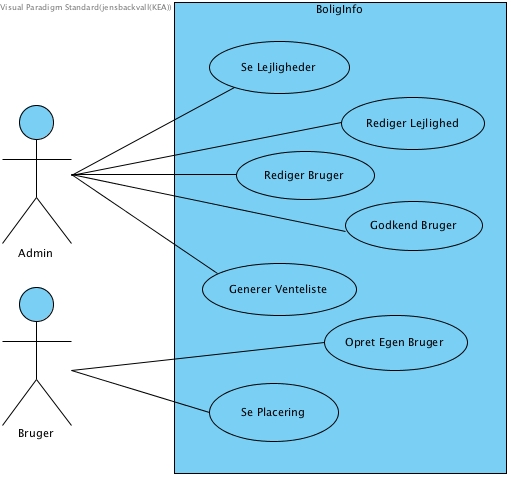 Visual Paradigm Standard(jensbackvall(KEA))
BoligInfo
Se Lejligheder
Rediger Lejlighed
Rediger Bruger
Godkend Bruger
Admin
Generer Venteliste
Opret Egen Bruger
Se Placering
Bruger